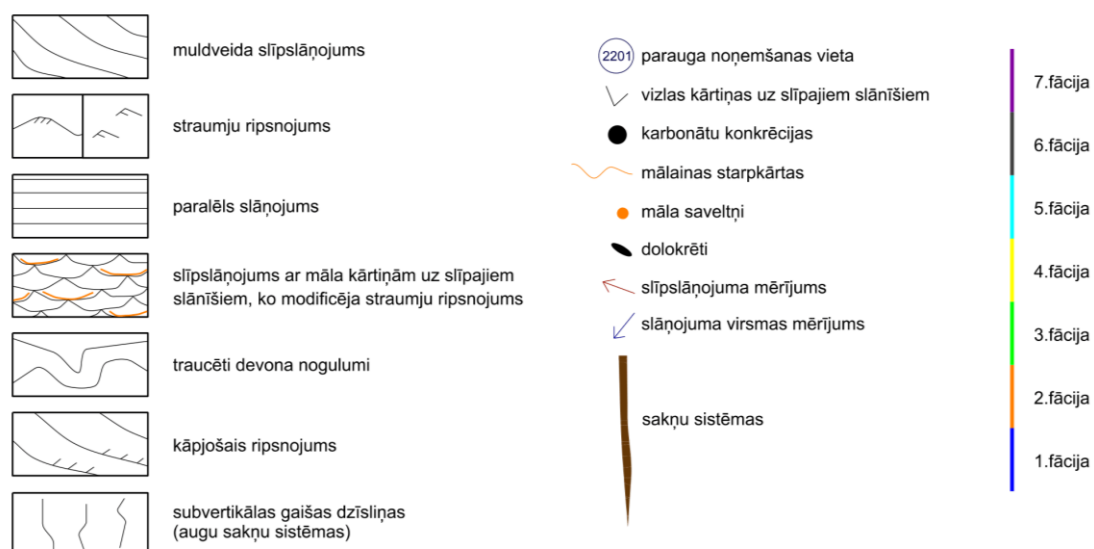 muldveida slīpslāņojums
straumju ripsnojums
paralēls slāņojums
slīpslāņojums ar māla kārtiņām uz slīpajiem
slānīšiem, ko modificēja straumju ripsnojums
traucēti devona nogulumi
kāpjošais ripsnojums
subvertikālas gaišas dzīsliņas
(augu sakņu sistēmas)
2201 parauga noņemšanas vieta
vizlas kārtiņas uz slīpajiem slānīšiem
karbonātu konkrēcijas
mālainas starpkārtas
māla saveltņi
dolokrēti
slīpslāņojuma mērījums
slāņojuma virsmas mērījums
sakņu sistēmas
7.fācija
6.fācija
5.fācija
4.fācija
3.fācija
2.fācija
1.fācija